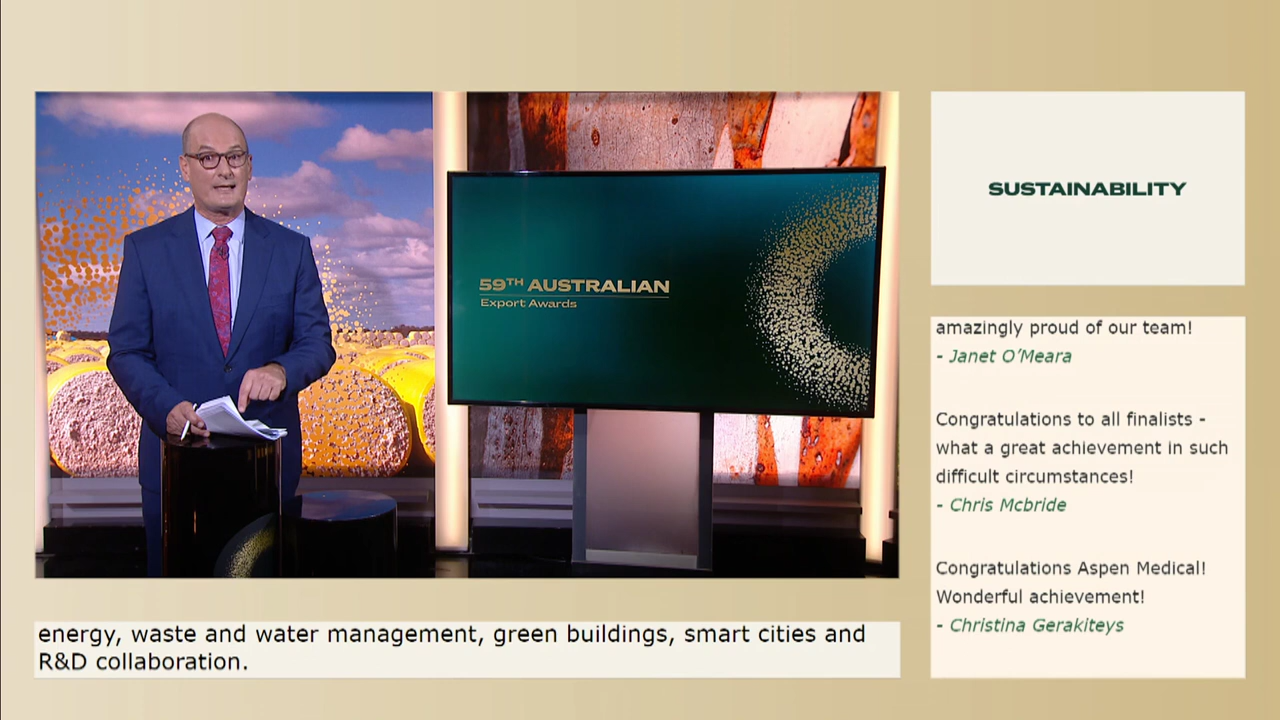 59TH AUSTRALIAN
Export Awards
energy, waste and water management, green buildings, smart cities and
R&D collaboration.
SUSTAINABILITY
amazingly proud of our team!
- Janet O’Meara
Congratulations to all finalists -
what a great achievement in such
difficult circumstances!
- Chris Mcbride
Congratulations Aspen Medical!
Wonderful achievement!
- Christina Gerakiteys